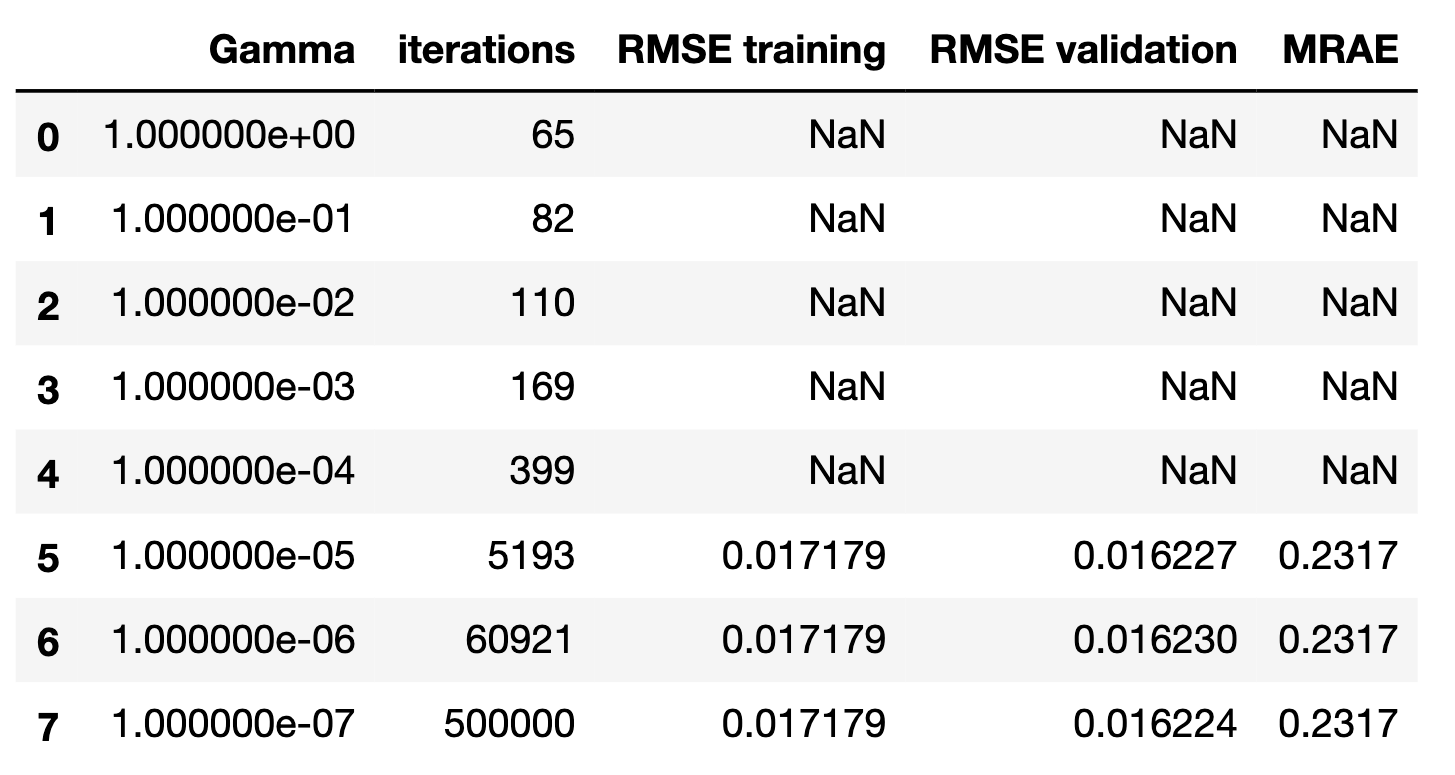 Gamma iterations RMSE training RMSE validation MRAE
0 1.000000e+00 65 NaN NaN NaN
1 1.000000e-01 82 NaN NaN NaN
2 1.000000e-02 110 NaN NaN NaN
3 1.000000e-03 169 NaN NaN NaN
4 1.000000e-04 399 NaN NaN NaN
5 1.000000e-05 5193 0.017179 0.016227 0.2317
6 1.000000e-06 60921 0.017179 0.016230 0.2317
7 1.000000e-07 500000 0.017179 0.016224 0.2317